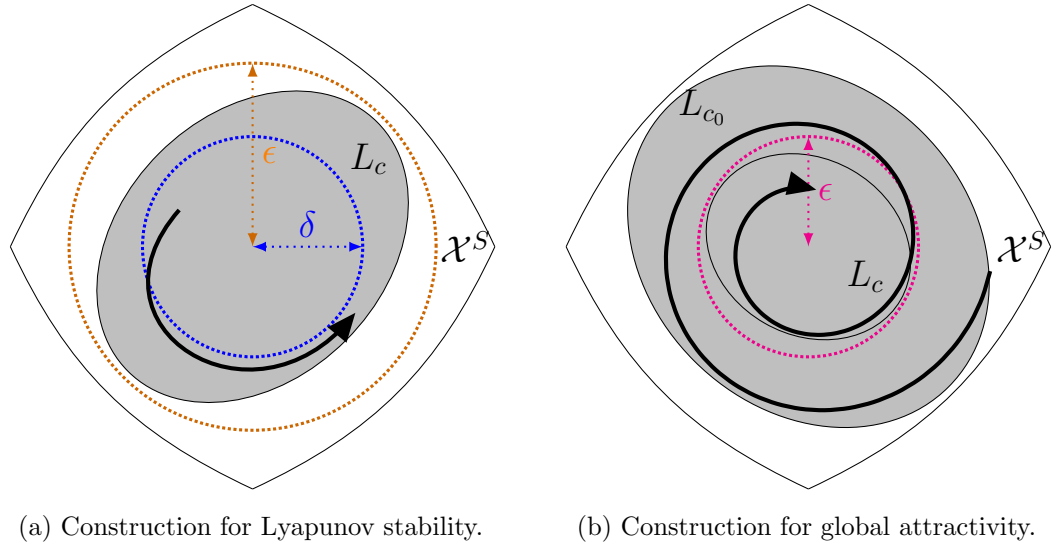 ϵ
L_c
δ
𝒳^S
(a) Construction for Lyapunov stability.
L_{c_0}
ϵ
𝒳^S
L_c
(b) Construction for global attractivity.